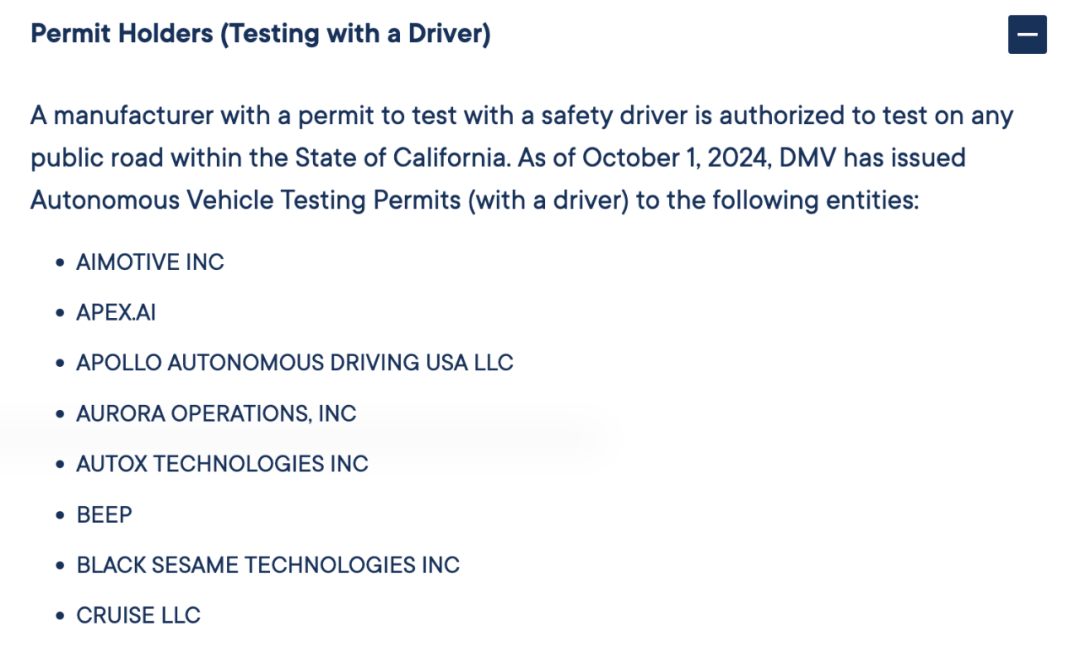 Permit Holders (Testing with a Driver)
A manufacturer with a permit to test with a safety driver is authorized to test on any
public road within the State of California. As of October 1, 2024, DMV has issued
Autonomous Vehicle Testing Permits (with a driver) to the following entities:
• AIMOTIVE INC
• APEX.AI
• APOLLO AUTONOMOUS DRIVING USA LLC
• AURORA OPERATIONS, INC
• AUTOX TECHNOLOGIES INC
• BEEP
• BLACK SESAME TECHNOLOGIES INC
• CRUISE LLC